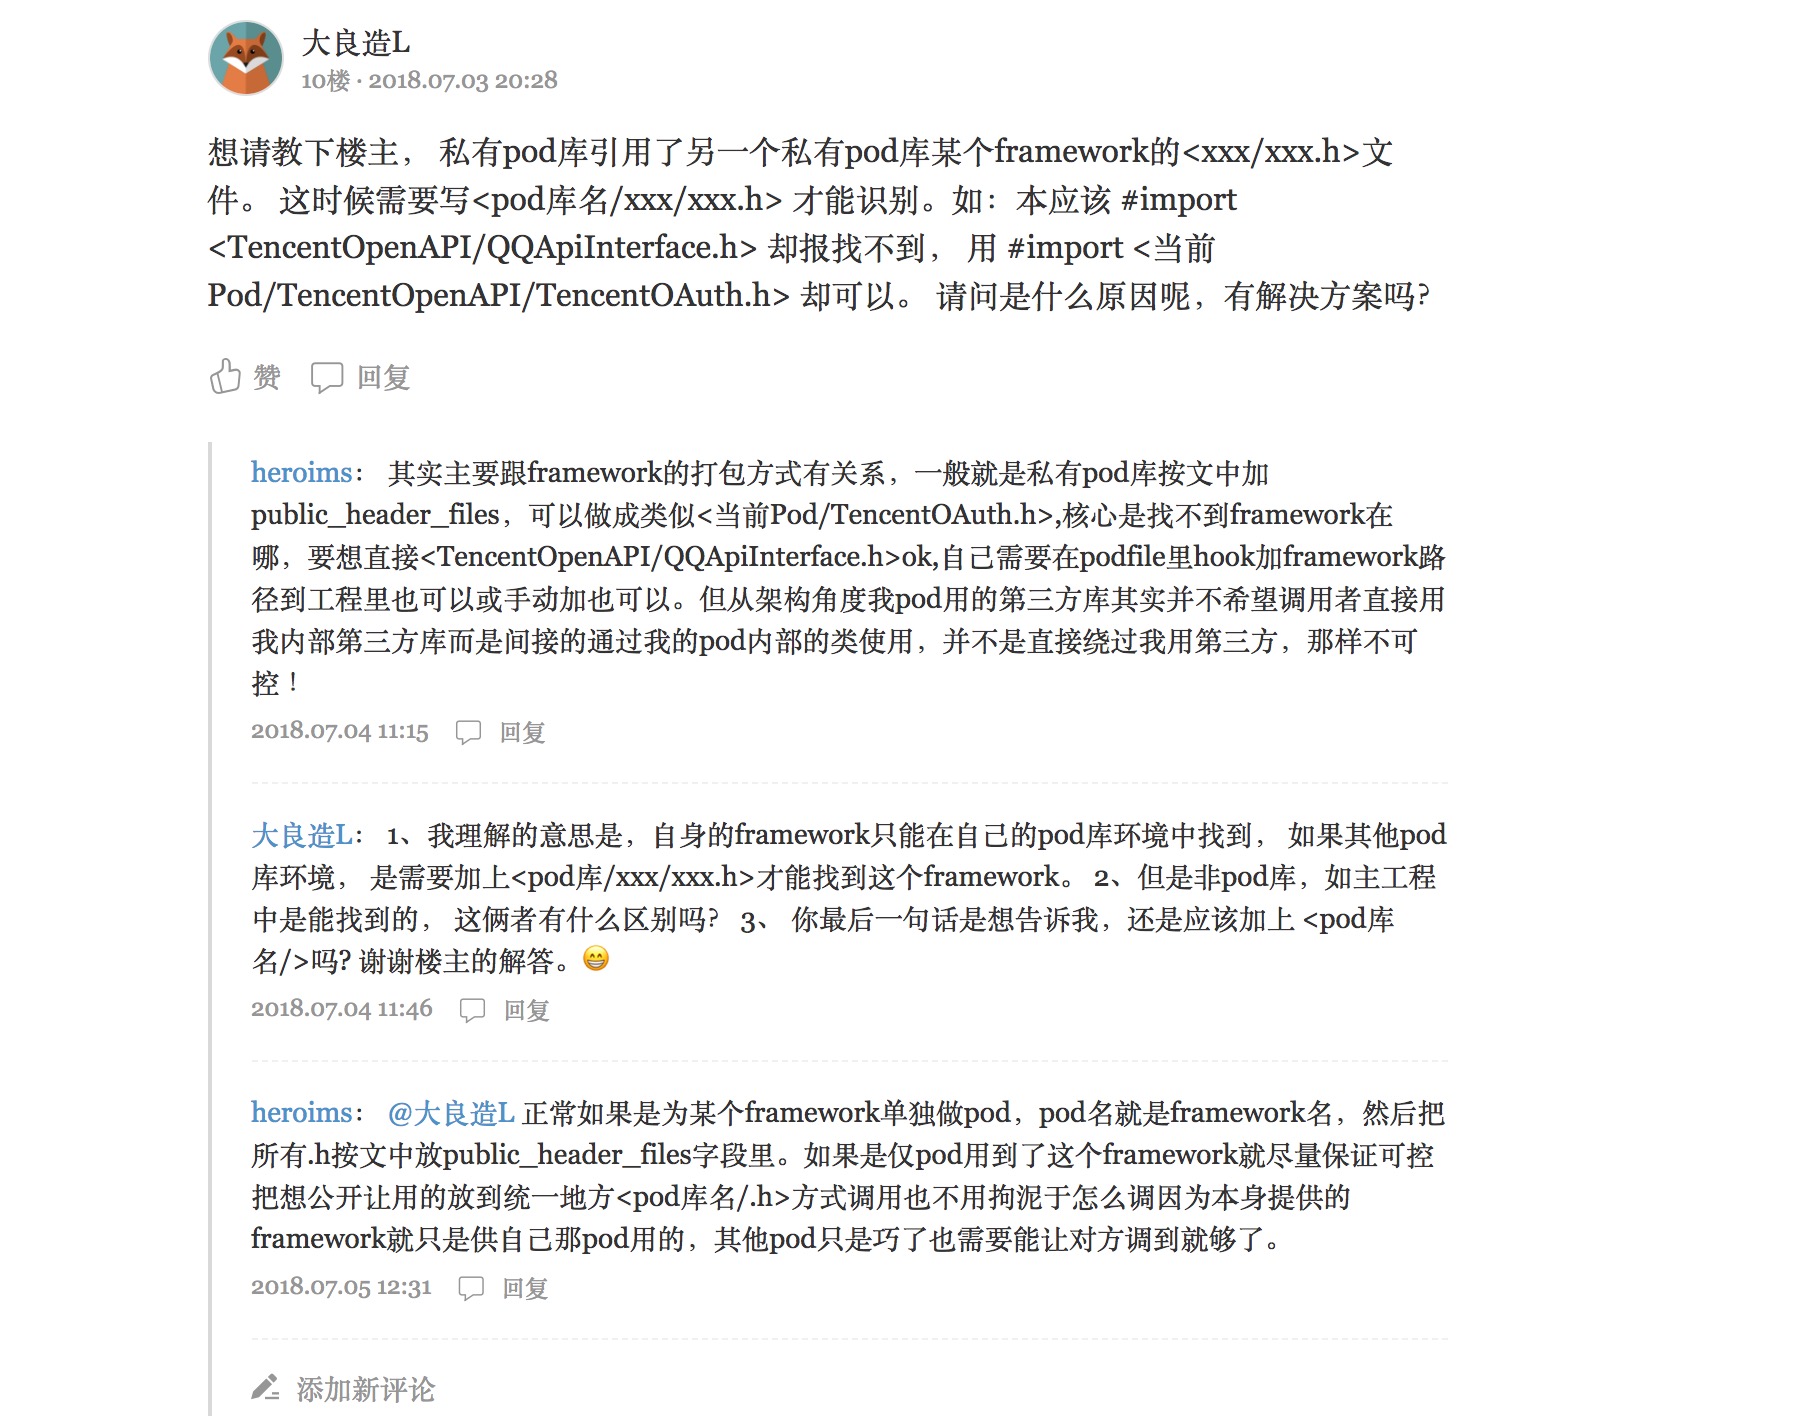 大良造L
10楼 · 2018.07.03 20:28
想请教下楼主， 私有pod库引用了另一个私有pod库某个framework的<xxx/xxx.h>文
件。 这时候需要写<pod库名/xxx/xxx.h> 才能识别。如：本应该 #import
<TencentOpenAPI/QQApiInterface.h> 却报找不到， 用 #import <当前
Pod/TencentOpenAPI/TencentOAuth.h> 却可以。 请问是什么原因呢，有解决方案吗?
赞 回复
heroims： 其实主要跟framework的打包方式有关系，一般就是私有pod库按文中加
public_header_files，可以做成类似<当前Pod/TencentOAuth.h>,核心是找不到framework在
哪，要想直接<TencentOpenAPI/QQApiInterface.h>ok,自己需要在podfile里hook加framework路
径到工程里也可以或手动加也可以。但从架构角度我pod用的第三方库其实并不希望调用者直接用
我内部第三方库而是间接的通过我的pod内部的类使用，并不是直接绕过我用第三方，那样不可
控！
2018.07.04 11:15 回复
大良造L： 1、我理解的意思是，自身的framework只能在自己的pod库环境中找到， 如果其他pod
库环境， 是需要加上<pod库/xxx/xxx.h>才能找到这个framework。 2、但是非pod库，如主工程
中是能找到的， 这俩者有什么区别吗? 3、 你最后一句话是想告诉我，还是应该加上 <pod库
名/>吗? 谢谢楼主的解答。😁
2018.07.04 11:46 回复
heroims： @大良造L 正常如果是为某个framework单独做pod，pod名就是framework名，然后把
所有.h按文中放public_header_files字段里。如果是仅pod用到了这个framework就尽量保证可控
把想公开让用的放到统一地方<pod库名/.h>方式调用也不用拘泥于怎么调因为本身提供的
framework就只是供自己那pod用的，其他pod只是巧了也需要能让对方调到就够了。
2018.07.05 12:31 回复
添加新评论